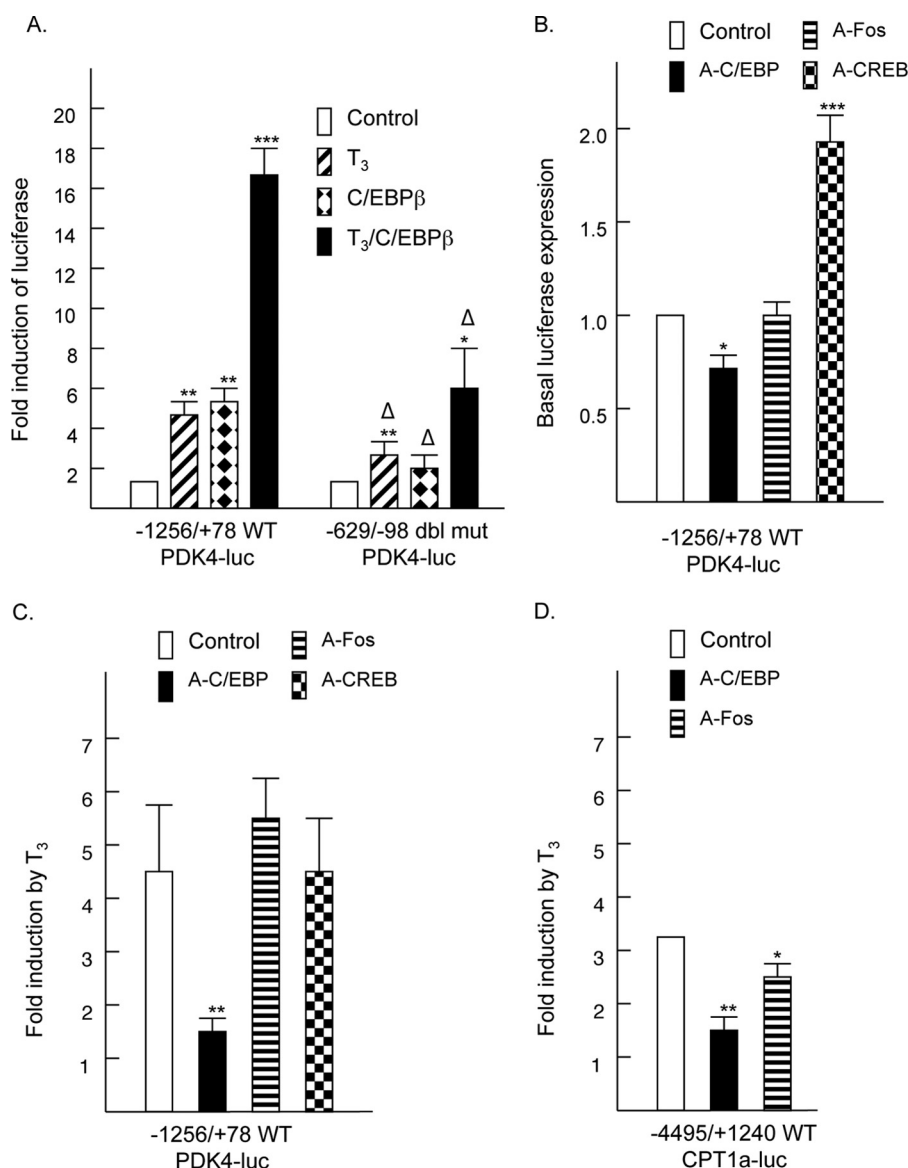 A.
Fold induction of luciferase
20
18
16
14
12
10
8
6
4
2
Control
T3
C/EBPβ
T3/C/EBPβ
**
**
***
Δ
**
Δ
Δ
*
-1256/+78 WT
PDK4-luc
-629/-98 dbl mut
PDK4-luc
B.
Control
A-C/EBP
A-Fos
A-CREB
Basal luciferase expression
2.0
1.5
1.0
0.5
*
***
-1256/+78 WT
PDK4-luc
C.
Control
A-C/EBP
A-Fos
A-CREB
Fold induction by T3
7
6
5
4
3
2
1
**
-1256/+78 WT
PDK4-luc
D.
Control
A-C/EBP
A-Fos
Fold induction by T3
7
6
5
4
3
2
1
**
*
-4495/+1240 WT
CPT1a-luc